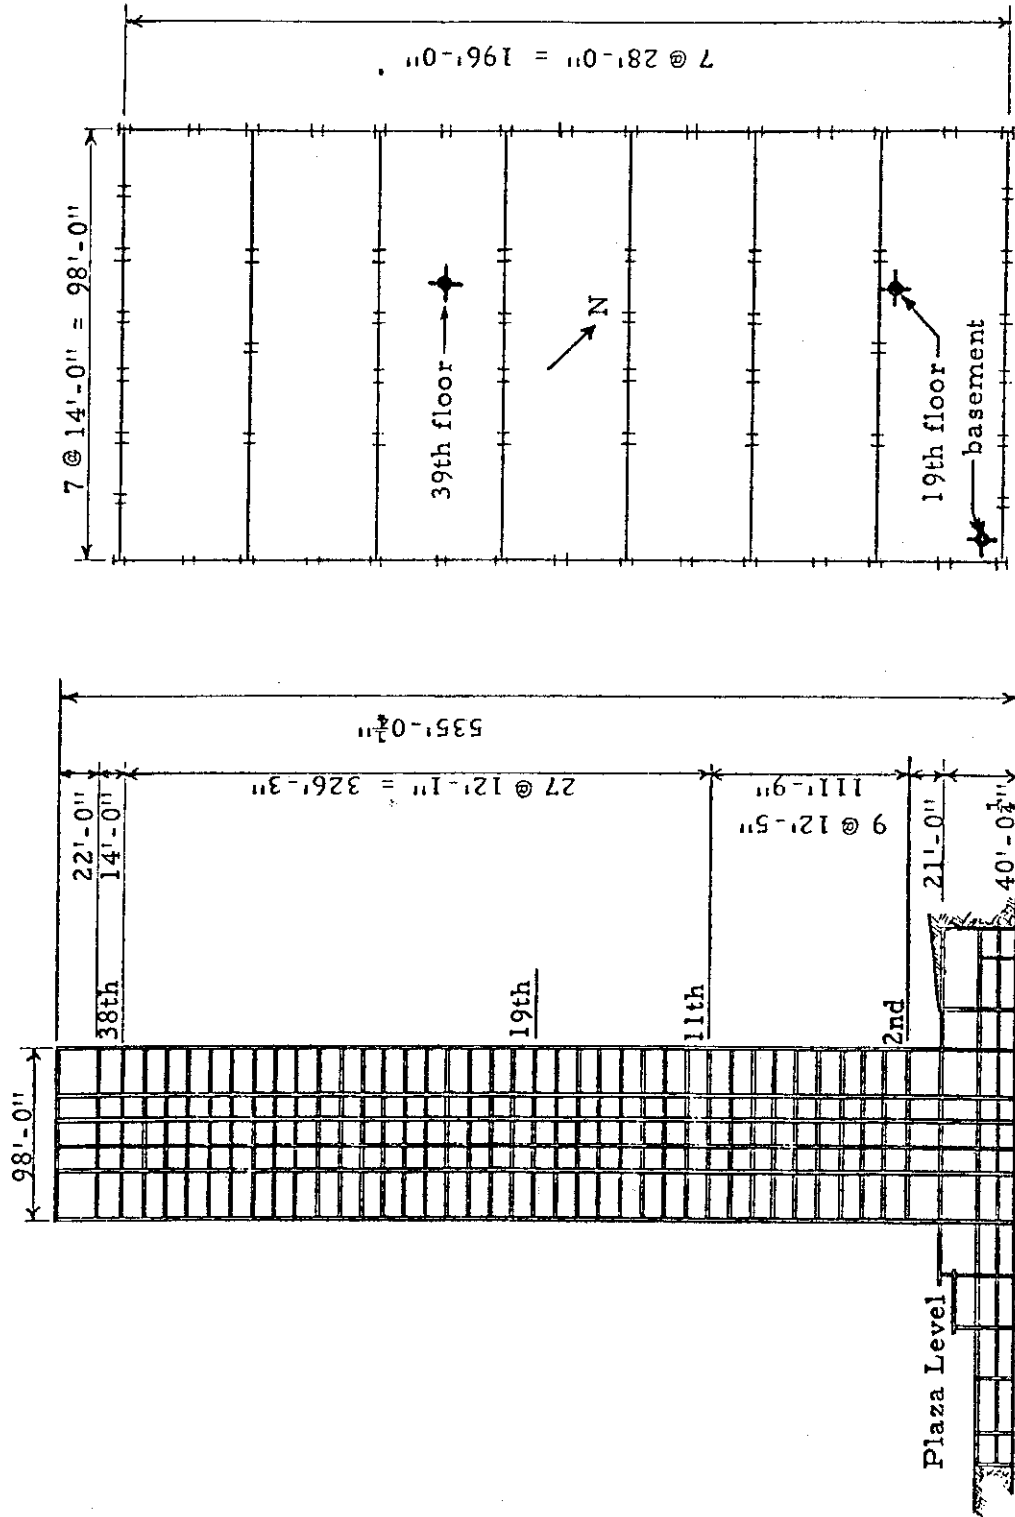 7 @ 14'-0" = 98'-0"
7 @ 28'-0" = 196'-0"
39th floor
N
19th floor
basement
98'-0"
22'-0"
14'-0"
38th
535'-0¼"
27 @ 12'-1" = 326'-3"
19th
11th
9 @ 12'-5"
111'-9"
2nd
21'-0"
40'-0¼"
Plaza Level